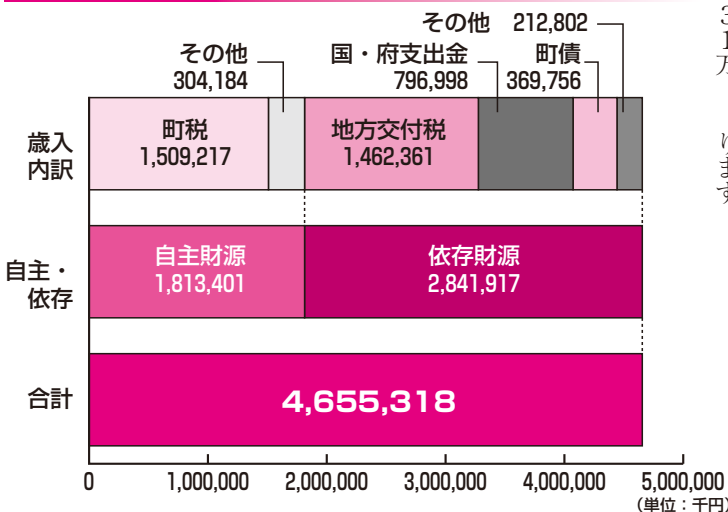 その他 212,802
その他 国・府支出金 町債
304,184 796,998 369,756
歳入
内訳
町税
1,509,217
地方交付税
1,462,361
自主・
依存
自主財源
1,813,401
依存財源
2,841,917
合計
4,655,318
0 1,000,000 2,000,000 3,000,000 4,000,000 5,000,000
(単位:千円)